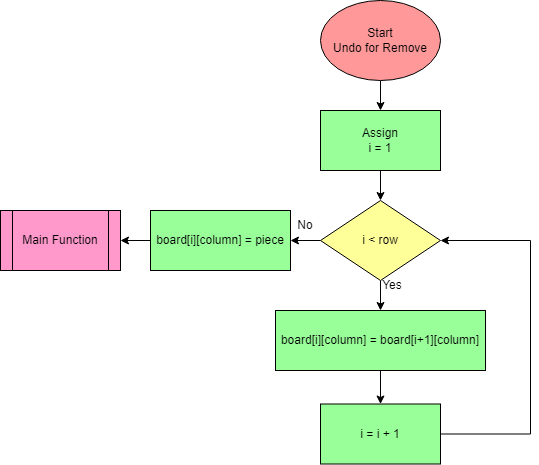 Start
Undo for Remove
Assign
i = 1
No
Main Function
board[i][column] = piece
i < row
Yes
board[i][column] = board[i+1][column]
i = i + 1